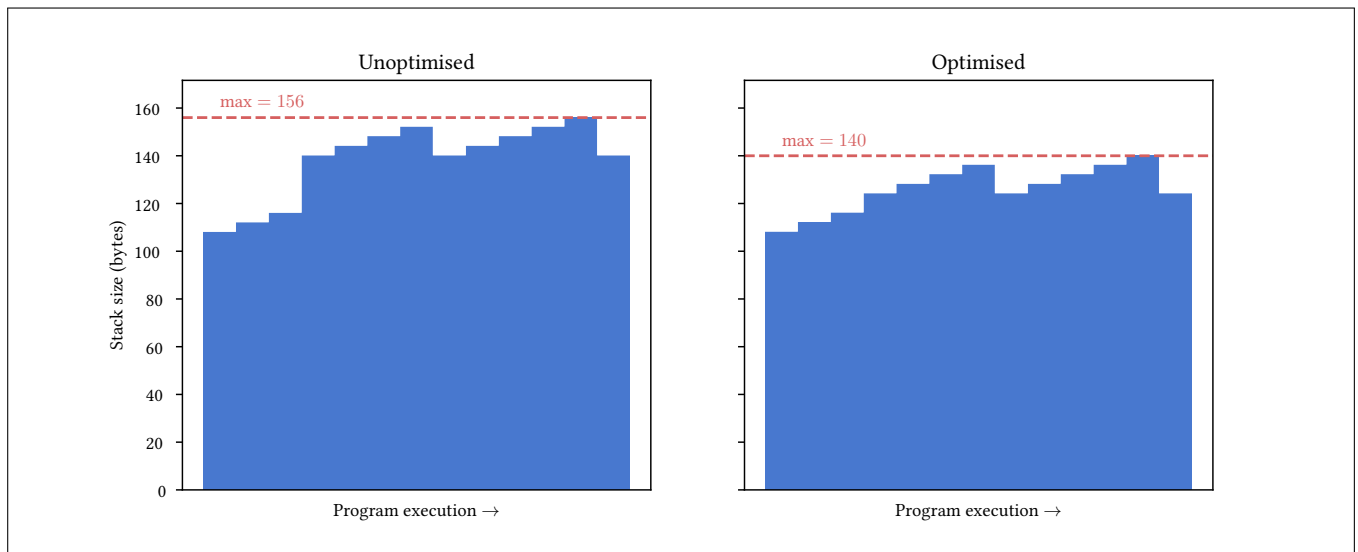 Unoptimised
max = 156
160
140
120
100
80
60
40
20
0
Stack size (bytes)
Program execution →
Optimised
max = 140
Program execution →